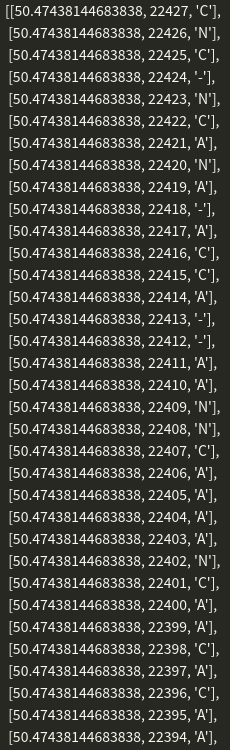 [[50.47438144683838, 22427, 'C'],
[50.47438144683838, 22426, 'N'],
[50.47438144683838, 22425, 'C'],
[50.47438144683838, 22424, '-'],
[50.47438144683838, 22423, 'N'],
[50.47438144683838, 22422, 'C'],
[50.47438144683838, 22421, 'A'],
[50.47438144683838, 22420, 'N'],
[50.47438144683838, 22419, 'A'],
[50.47438144683838, 22418, '-'],
[50.47438144683838, 22417, 'A'],
[50.47438144683838, 22416, 'C'],
[50.47438144683838, 22415, 'C'],
[50.47438144683838, 22414, 'A'],
[50.47438144683838, 22413, '-'],
[50.47438144683838, 22412, '-'],
[50.47438144683838, 22411, 'A'],
[50.47438144683838, 22410, 'A'],
[50.47438144683838, 22409, 'N'],
[50.47438144683838, 22408, 'N'],
[50.47438144683838, 22407, 'C'],
[50.47438144683838, 22406, 'A'],
[50.47438144683838, 22405, 'A'],
[50.47438144683838, 22404, 'A'],
[50.47438144683838, 22403, 'A'],
[50.47438144683838, 22402, 'N'],
[50.47438144683838, 22401, 'C'],
[50.47438144683838, 22400, 'A'],
[50.47438144683838, 22399, 'A'],
[50.47438144683838, 22398, 'C'],
[50.47438144683838, 22397, 'A'],
[50.47438144683838, 22396, 'C'],
[50.47438144683838, 22395, 'A'],
[50.47438144683838, 22394, 'A'],